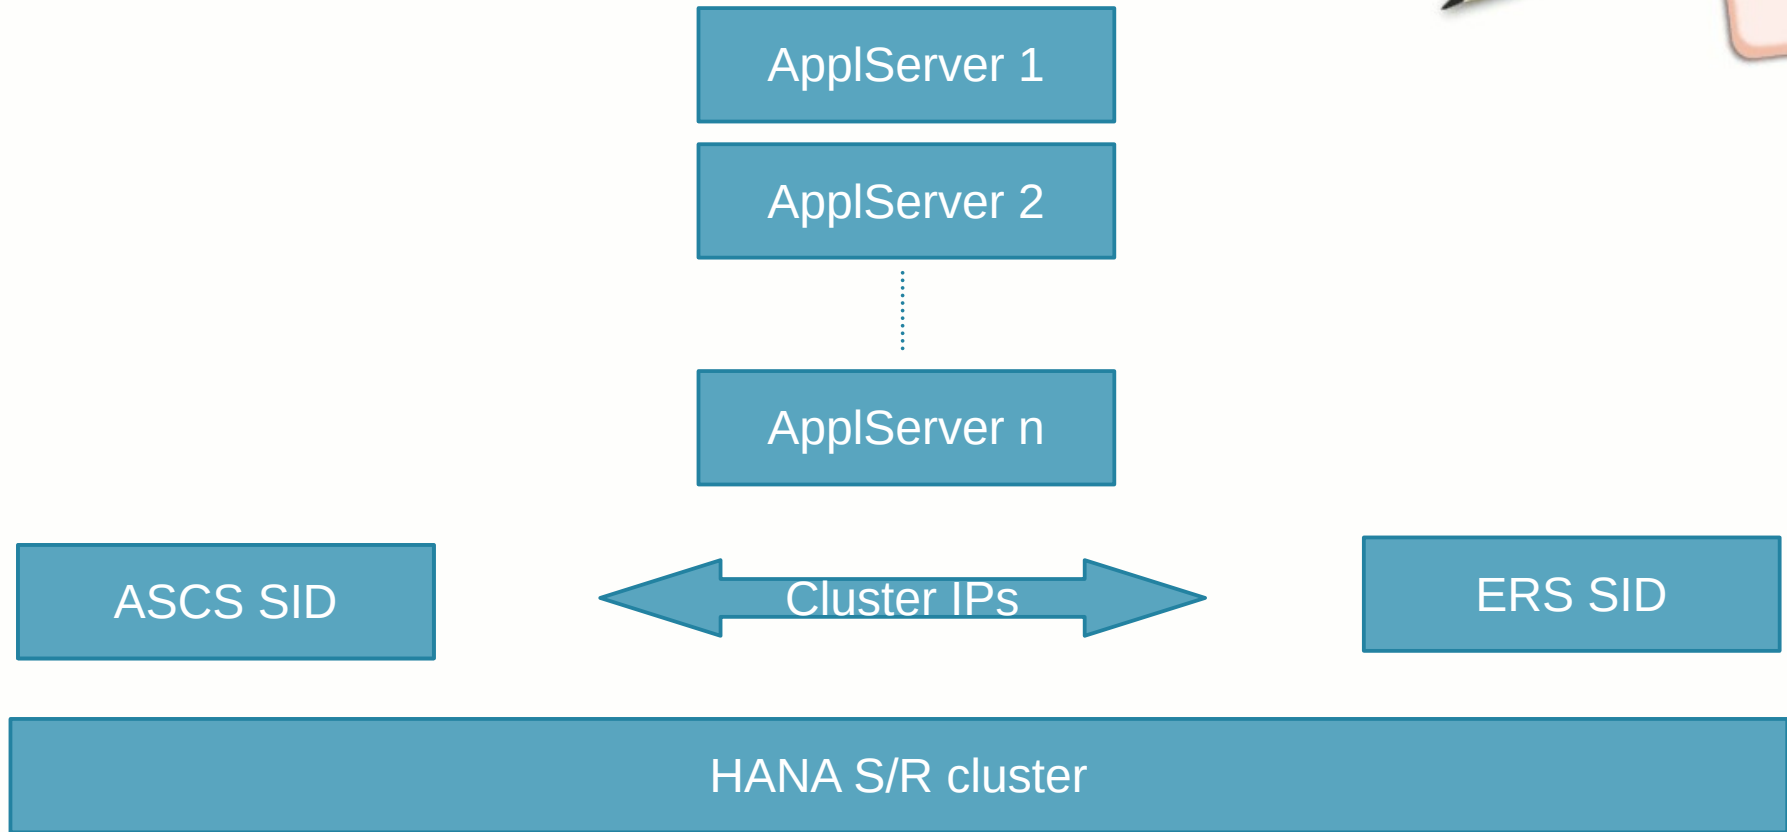 ApplServer 1
ApplServer 2
ApplServer n
ASCS SID
Cluster IPs
ERS SID
HANA S/R cluster